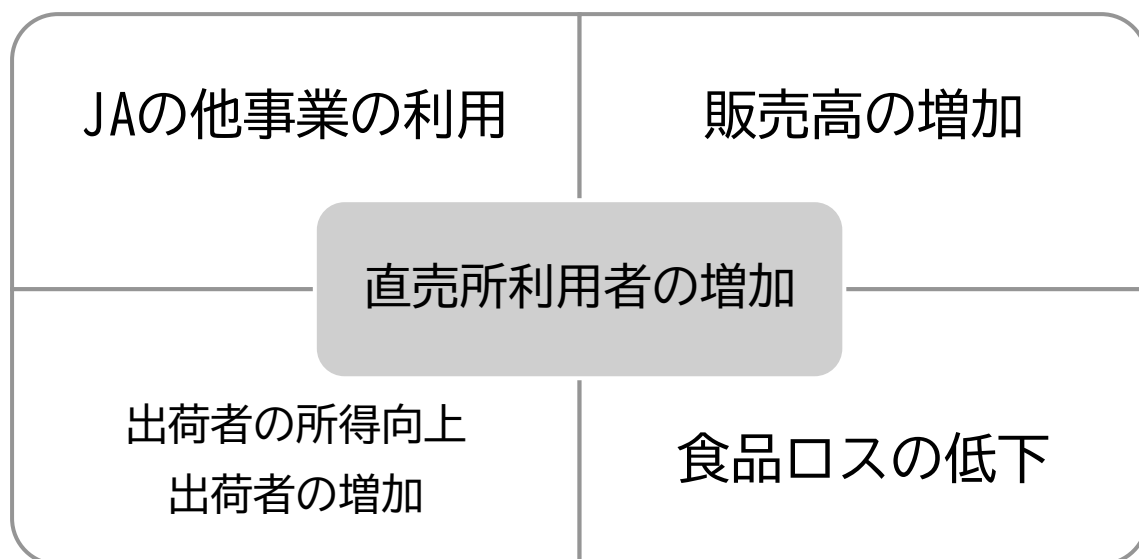 JAの他事業の利用
販売高の増加
直売所利用者の増加
出荷者の所得向上
出荷者の増加
食品ロスの低下